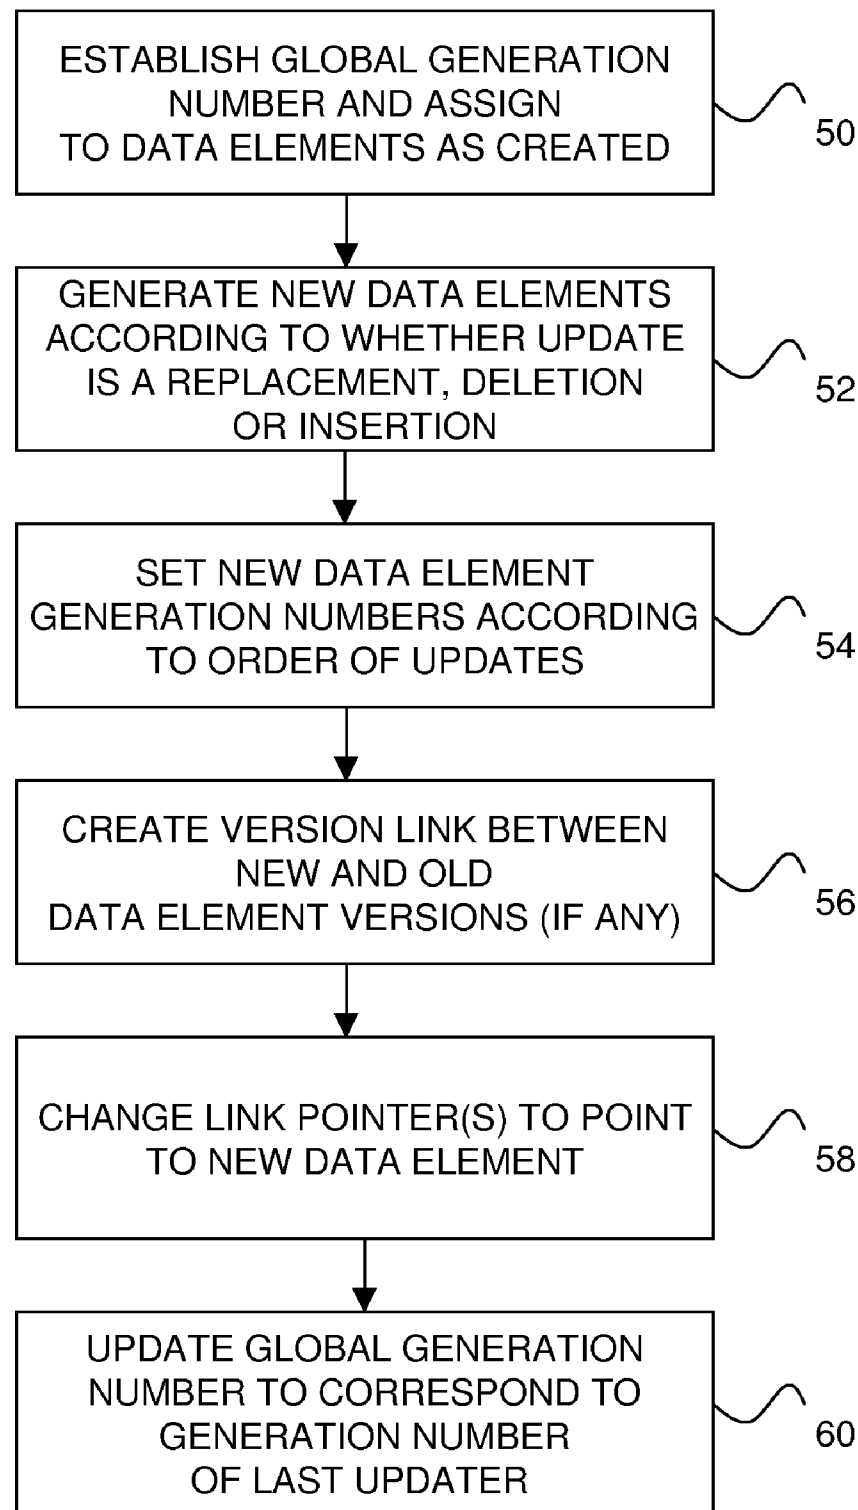 ESTABLISH GLOBAL GENERATION
NUMBER AND ASSIGN
TO DATA ELEMENTS AS CREATED
50
GENERATE NEW DATA ELEMENTS
ACCORDING TO WHETHER UPDATE
IS A REPLACEMENT, DELETION
OR INSERTION
52
SET NEW DATA ELEMENT
GENERATION NUMBERS ACCORDING
TO ORDER OF UPDATES
54
CREATE VERSION LINK BETWEEN
NEW AND OLD
DATA ELEMENT VERSIONS (IF ANY)
56
CHANGE LINK POINTER(S) TO POINT
TO NEW DATA ELEMENT
58
UPDATE GLOBAL GENERATION
NUMBER TO CORRESPOND TO
GENERATION NUMBER
OF LAST UPDATER
60